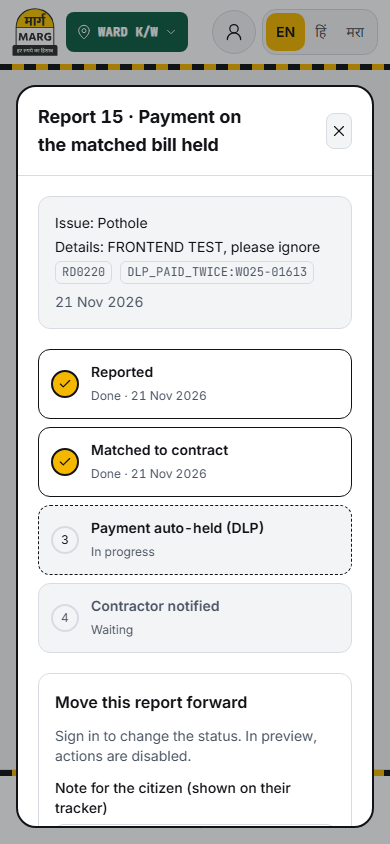 मार्ग
MARG
हर रुपये का हिसाब
WARD K/W
EN
हिं
मरा
Report 15 · Payment on
the matched bill held
Issue: Pothole
Details: FRONTEND TEST, please ignore
RD0220
DLP_PAID_TWICE:WO25-01613
21 Nov 2026
Reported
Done · 21 Nov 2026
Matched to contract
Done · 21 Nov 2026
3
Payment auto-held (DLP)
In progress
4
Contractor notified
Waiting
Move this report forward
Sign in to change the status. In preview,
actions are disabled.
Note for the citizen (shown on their
tracker)